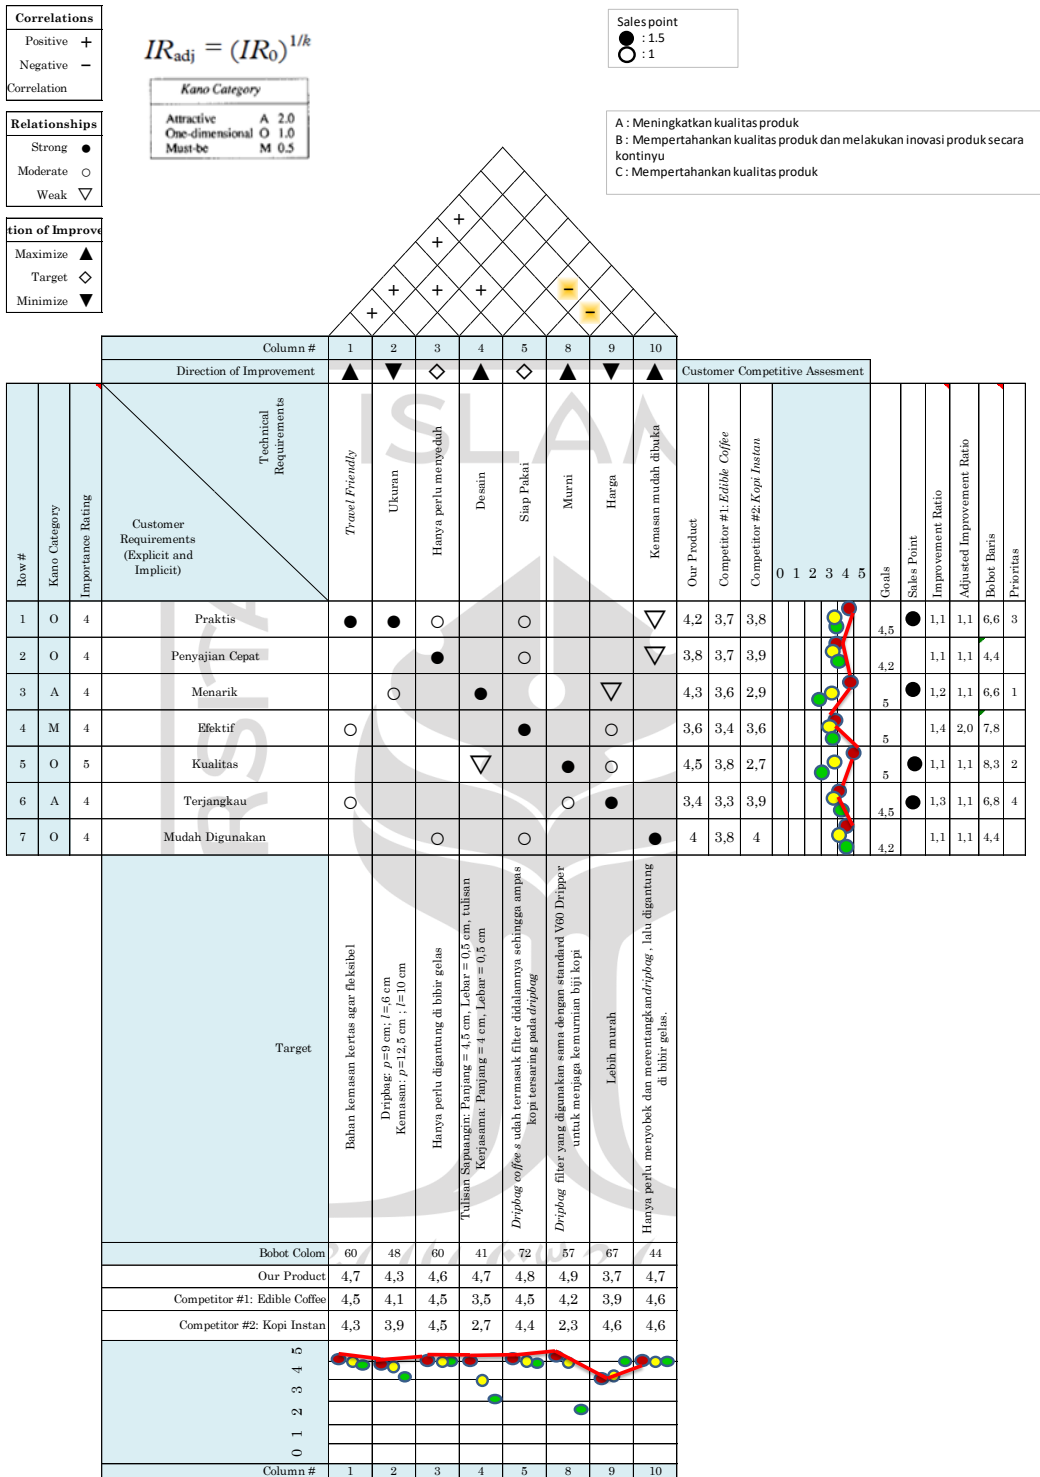 Correlations
Positive +
Negative −
Correlation
Relationships
Strong ●
Moderate ○
Weak ▽
tion of Improve
Maximize ▲
Target ◇
Minimize ▼
IRadj = (IR0)^1/k
Kano Category
Attractive A 2.0
One-dimensional O 1.0
Must-be M 0.5
Sales point
● : 1.5
○ : 1
A : Meningkatkan kualitas produk
B : Mempertahankan kualitas produk dan melakukan inovasi produk secara
kontinyu
C : Mempertahankan kualitas produk
+
+
+ + + −
+ −
Column # 1 2 3 4 5 8 9 10
Direction of Improvement ▲ ▼ ◇ ▲ ◇ ▲ ▼ ▲ Customer Competitive Assesment
Row #
Kano Category
Importance Rating
Customer
Requirements
(Explicit and
Implicit)
Technical
Requirements
Travel Friendly
Ukuran
Hanya perlu menyeduh
Desain
Siap Pakai
Murni
Harga
Kemasan mudah dibuka
Our Product
Competitor #1: Edible Coffee
Competitor #2: Kopi Instan
0 1 2 3 4 5
Goals
Sales Point
Improvement Ratio
Adjusted Improvement Ratio
Bobot Baris
Prioritas
1 O 4 Praktis ● ● ○ ○ ▽ 4,2 3,7 3,8 4,5 ● 1,1 1,1 6,6 3
2 O 4 Penyajian Cepat ● ○ ▽ 3,8 3,7 3,9 4,2 1,1 1,1 4,4
3 A 4 Menarik ○ ● ▽ 4,3 3,6 2,9 5 ● 1,2 1,1 6,6 1
4 M 4 Efektif ○ ● ○ 3,6 3,4 3,6 5 1,4 2,0 7,8
5 O 5 Kualitas ▽ ● ○ 4,5 3,8 2,7 5 ● 1,1 1,1 8,3 2
6 A 4 Terjangkau ○ ○ ● 3,4 3,3 3,9 4,5 ● 1,3 1,1 6,8 4
7 O 4 Mudah Digunakan ○ ○ ● 4 3,8 4 4,2 1,1 1,1 4,4
Target
Bahan kemasan kertas agar fleksibel
Dripbag: p=9 cm; l=,6 cm
Kemasan: p=12,5 cm ; l=10 cm
Hanya perlu digantung di bibir gelas
Tulisan Sapuangin: Panjang = 4,5 cm, Lebar = 0,5 cm, tulisan
Kerjasama: Panjang = 4 cm, Lebar = 0,5 cm
Dripbag coffee s udah termasuk filter didalamnya sehingga ampas
kopi tersaring pada dripbag
Dripbag filter yang digunakan sama dengan standard V60 Dripper
untuk menjaga kemurnian biji kopi
Lebih murah
Hanya perlu menyobek dan merentangkan dripbag , lalu digantung
di bibir gelas.
Bobot Colom 60 48 60 41 72 57 67 44
Our Product 4,7 4,3 4,6 4,7 4,8 4,9 3,7 4,7
Competitor #1: Edible Coffee 4,5 4,1 4,5 3,5 4,5 4,2 3,9 4,6
Competitor #2: Kopi Instan 4,3 3,9 4,5 2,7 4,4 2,3 4,6 4,6
5
4
3
2
1
0
Column # 1 2 3 4 5 8 9 10
ISLAM
RSITA